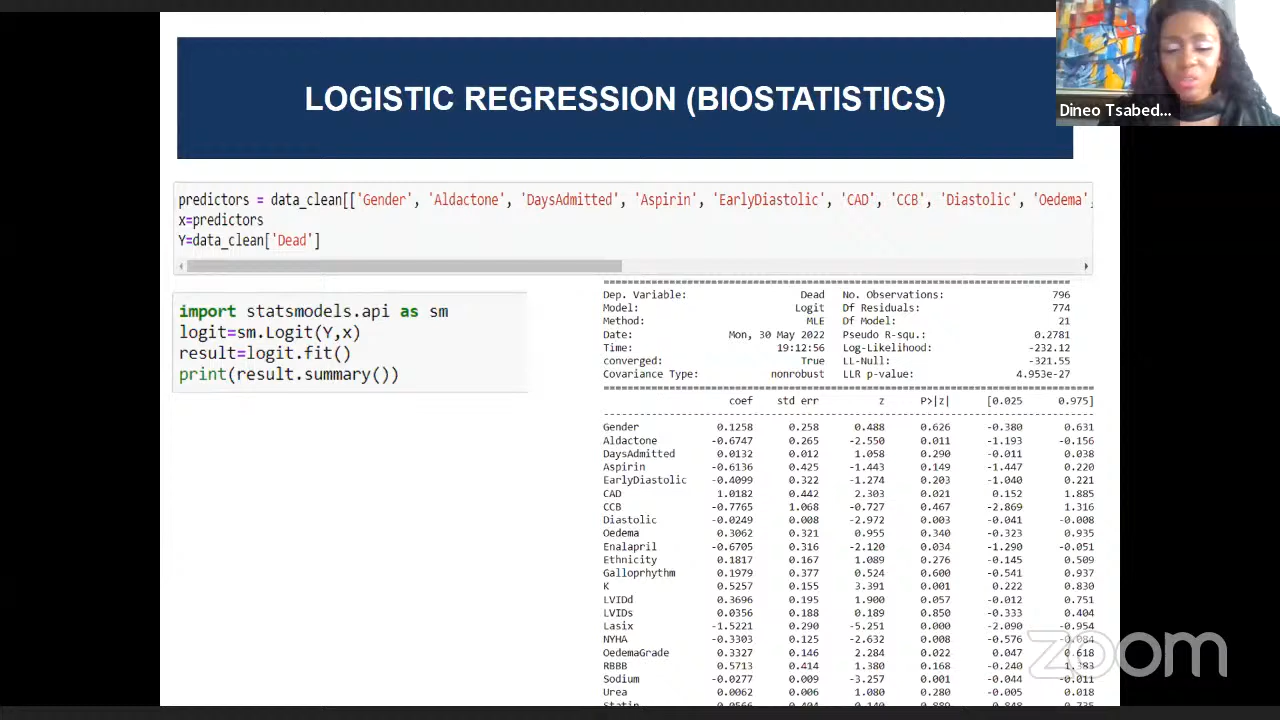 LOGISTIC REGRESSION (BIOSTATISTICS)
Dineo Tsabed...
predictors = data_clean[['Gender', 'Aldactone', 'DaysAdmitted', 'Aspirin', 'EarlyDiastolic', 'CAD', 'CCB', 'Diastolic', 'Oedema',
x=predictors
Y=data_clean['Dead']
import statsmodels.api as sm
logit=sm.Logit(Y,x)
result=logit.fit()
print(result.summary())
Dep. Variable: Dead No. Observations: 796
Model: Logit Df Residuals: 774
Method: MLE Df Model: 21
Date: Mon, 30 May 2022 Pseudo R-squ.: 0.2781
Time: 19:12:56 Log-Likelihood: -232.12
converged: True LL-Null: -321.55
Covariance Type: nonrobust LLR p-value: 4.953e-27
coef std err z P>|z| [0.025 0.975]
Gender 0.1258 0.258 0.488 0.626 -0.380 0.631
Aldactone -0.6747 0.265 -2.550 0.011 -1.193 -0.156
DaysAdmitted 0.0132 0.012 1.058 0.290 -0.011 0.038
Aspirin -0.6136 0.425 -1.443 0.149 -1.447 0.220
EarlyDiastolic -0.4099 0.322 -1.274 0.203 -1.040 0.221
CAD 1.0182 0.442 2.303 0.021 0.152 1.885
CCB -0.7765 1.068 -0.727 0.467 -2.869 1.316
Diastolic -0.0249 0.008 -2.972 0.003 -0.041 -0.008
Oedema 0.3062 0.321 0.955 0.340 -0.323 0.935
Enalapril -0.6705 0.316 -2.120 0.034 -1.290 -0.051
Ethnicity 0.1817 0.167 1.089 0.276 -0.145 0.509
Galloprhythm 0.1979 0.377 0.524 0.600 -0.541 0.937
K 0.5257 0.155 3.391 0.001 0.222 0.830
LVIDd 0.3696 0.195 1.900 0.057 -0.012 0.751
LVIDs 0.0356 0.188 0.189 0.850 -0.333 0.404
Lasix -1.5221 0.290 -5.251 0.000 -2.090 -0.954
NYHA -0.3303 0.125 -2.632 0.008 -0.576 -0.084
OedemaGrade 0.3327 0.146 2.284 0.022 0.047 0.618
RBBB 0.5713 0.414 1.380 0.168 -0.240 1.383
Sodium -0.0277 0.009 -3.257 0.001 -0.044 -0.011
Urea 0.0062 0.006 1.080 0.280 -0.005 0.018
Statin
zoom